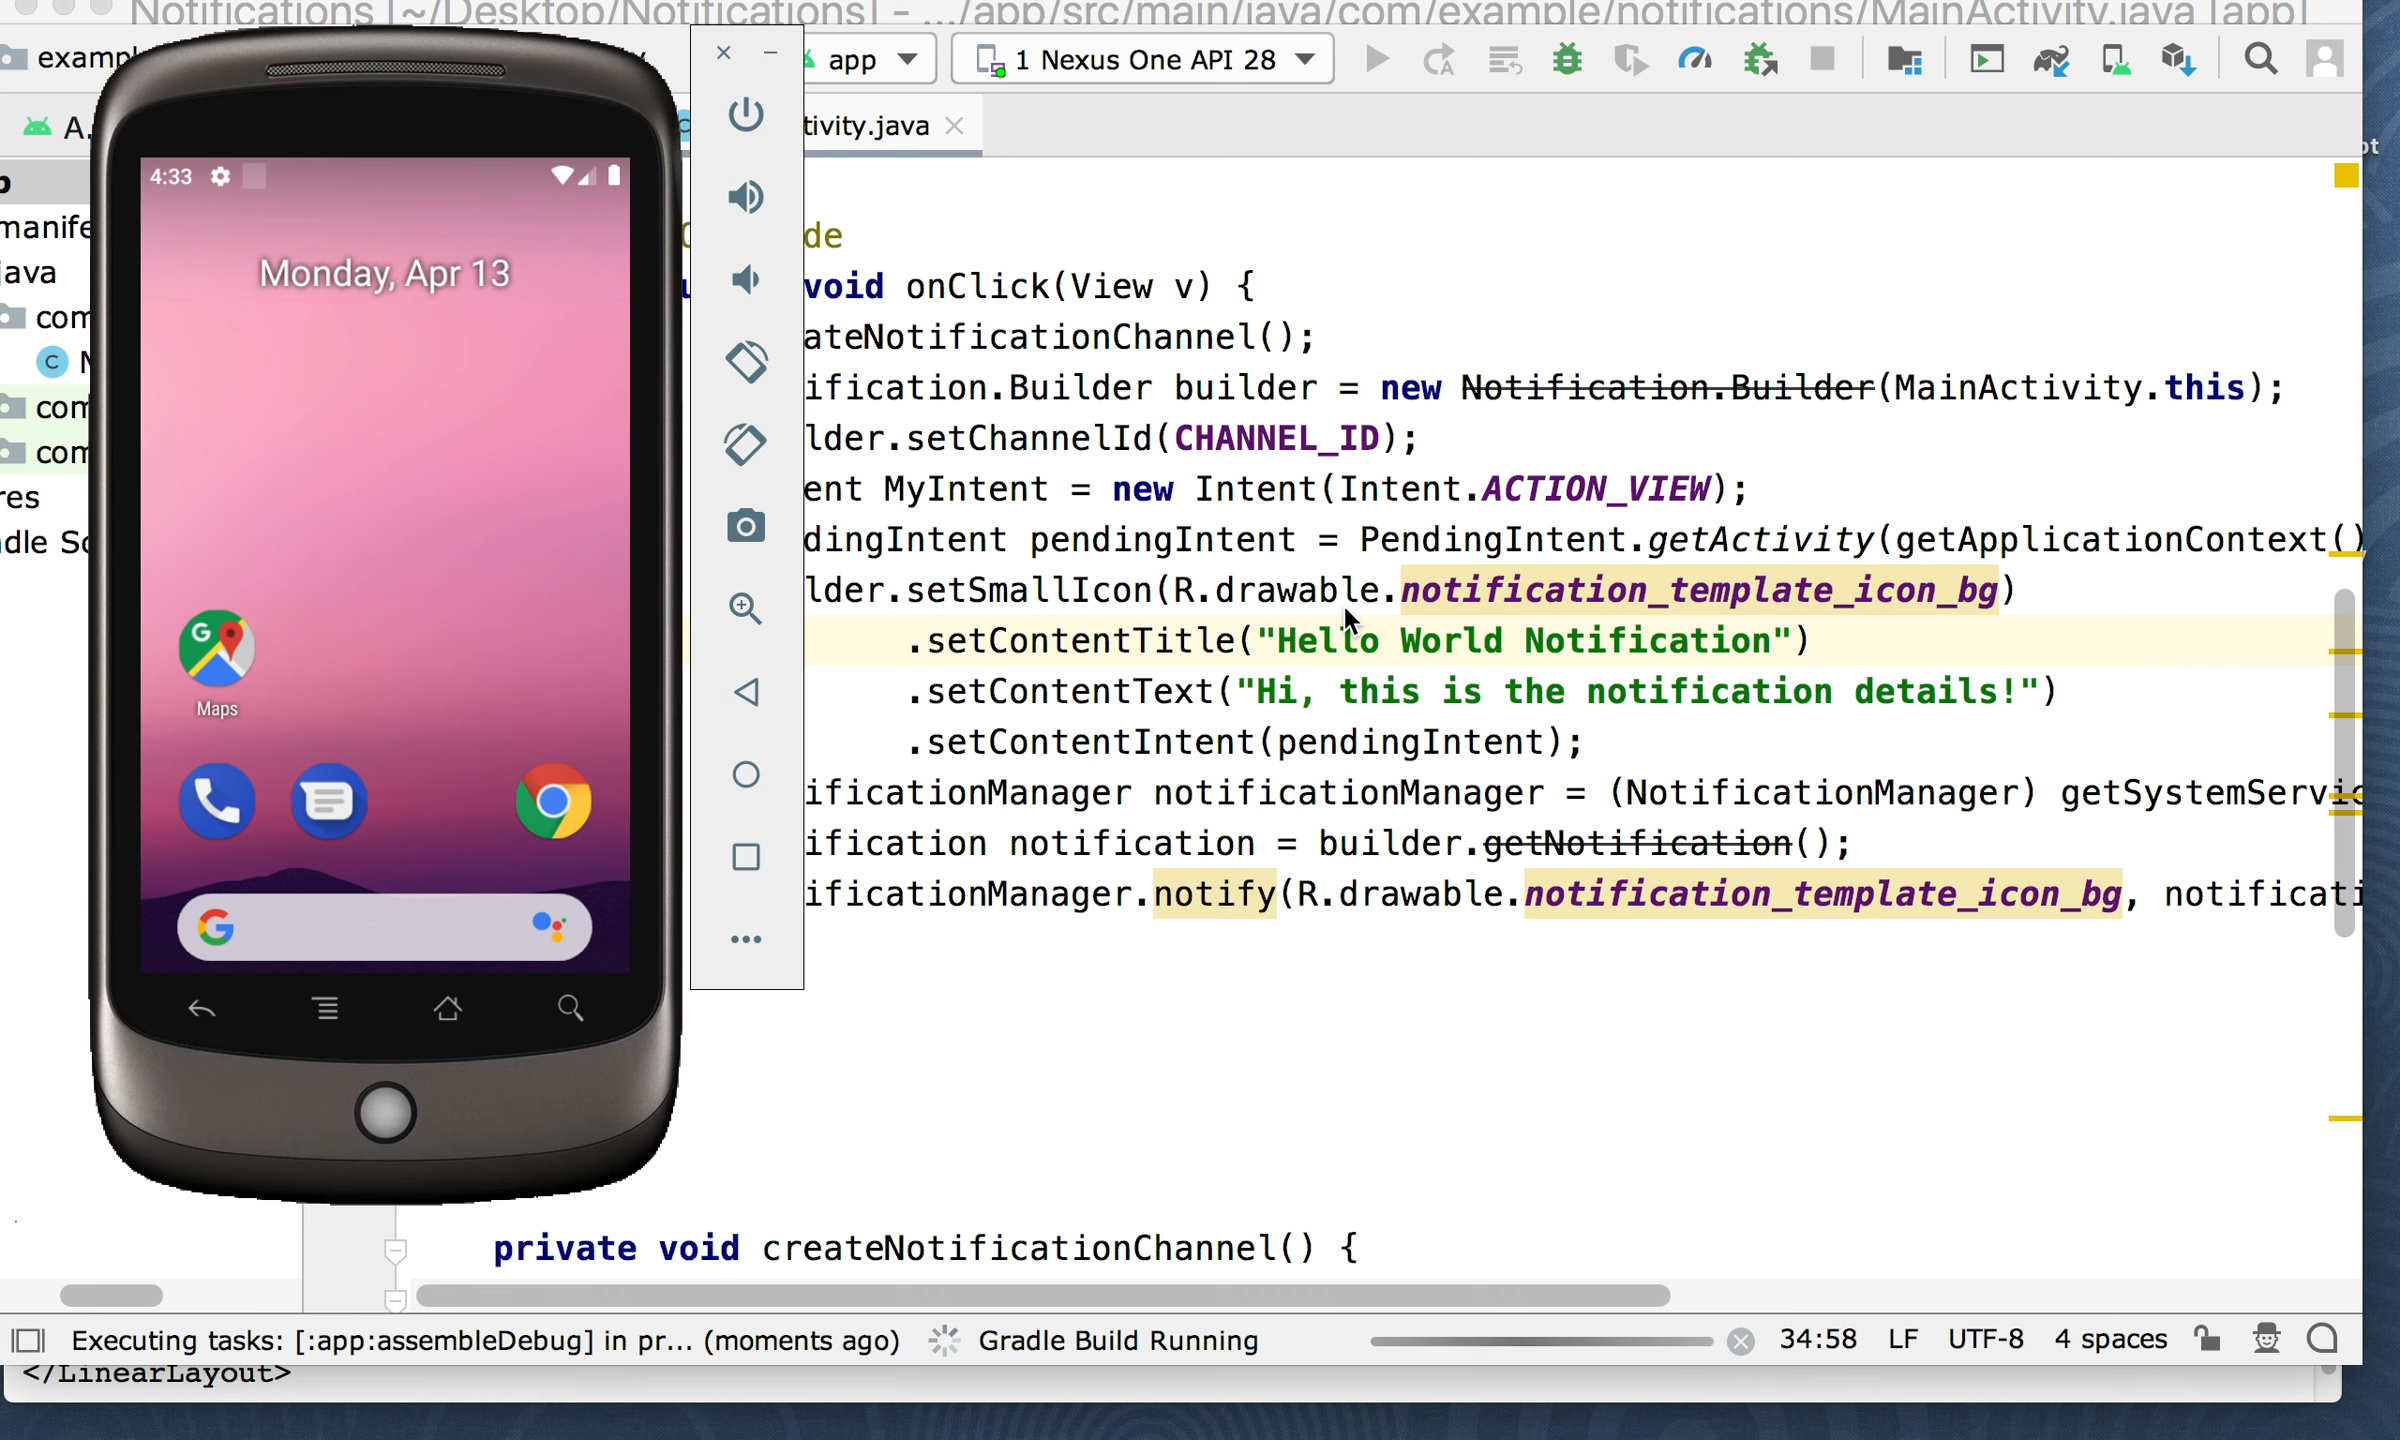 Notifications [~/Desktop/Notifications] - .../app/src/main/java/com/example/notifications/MainActivity.java [app]
app
1 Nexus One API 28
A.
tivity.java
4:33
Monday, Apr 13
Maps
manife
java
com
com
com
res
dle Sc
de
void onClick(View v) {
ateNotificationChannel();
ification.Builder builder = new Notification.Builder(MainActivity.this);
lder.setChannelId(CHANNEL_ID);
ent MyIntent = new Intent(Intent.ACTION_VIEW);
dingIntent pendingIntent = PendingIntent.getActivity(getApplicationContext()
lder.setSmallIcon(R.drawable.notification_template_icon_bg)
.setContentTitle("Hello World Notification")
.setContentText("Hi, this is the notification details!")
.setContentIntent(pendingIntent);
ificationManager notificationManager = (NotificationManager) getSystemServic
ification notification = builder.getNotification();
ificationManager.notify(R.drawable.notification_template_icon_bg, notificati
private void createNotificationChannel() {
Executing tasks: [:app:assembleDebug] in pr... (moments ago) Gradle Build Running 34:58 LF UTF-8 4 spaces
</LinearLayout>